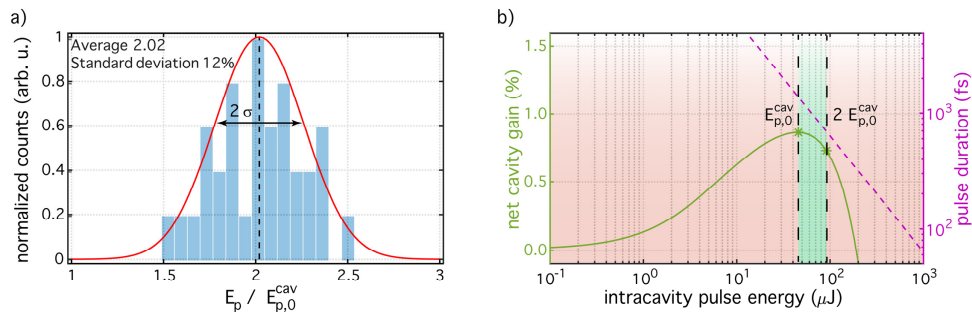 a)
normalized counts (arb. u.)
1
0.8
0.6
0.4
0.2
0
Average 2.02
Standard deviation 12%
2 σ
1
1.5
2
2.5
3
E_p / E_{p,0}^{cav}
b)
net cavity gain (%)
1.5
1.0
0.5
0.0
E_{p,0}^{cav}
2 E_{p,0}^{cav}
10^3
10^2
pulse duration (fs)
10^{-1}
10^0
10^1
10^2
10^3
intracavity pulse energy (μJ)